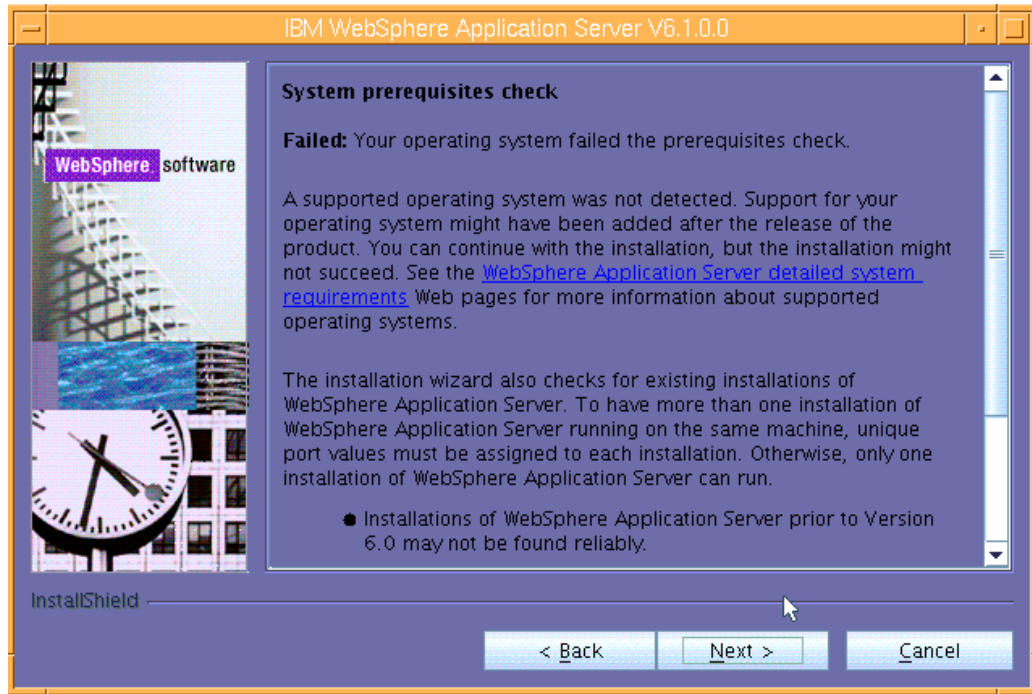 IBM WebSphere Application Server V6.1.0.0
WebSphere. software
System prerequisites check
Failed: Your operating system failed the prerequisites check.
A supported operating system was not detected. Support for your
operating system might have been added after the release of the
product. You can continue with the installation, but the installation might
not succeed. See the WebSphere Application Server detailed system
requirements Web pages for more information about supported
operating systems.
The installation wizard also checks for existing installations of
WebSphere Application Server. To have more than one installation of
WebSphere Application Server running on the same machine, unique
port values must be assigned to each installation. Otherwise, only one
installation of WebSphere Application Server can run.
● Installations of WebSphere Application Server prior to Version
6.0 may not be found reliably.
InstallShield
< Back Next > Cancel